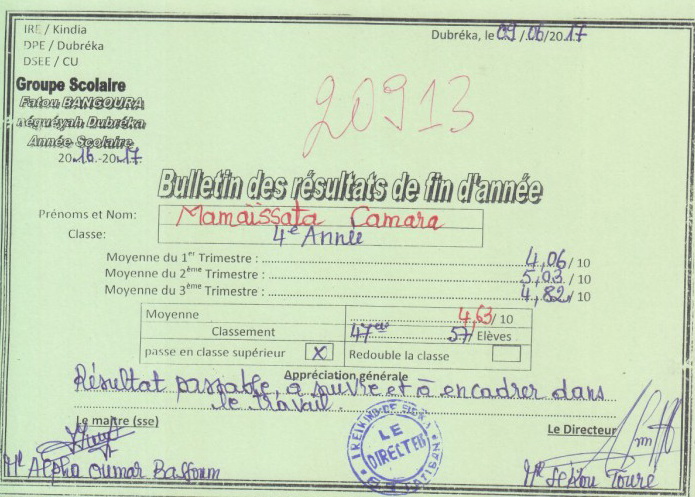 IRE / Kindia
DPE / Dubréka
DSEE / CU
Dubréka, le 09/06/2017
Groupe Scolaire
Fatou BANGOURA
néguéyah Dubréka
Année Scolaire
2016-2017
20913
Bulletin des résultats de fin d'année
Prénoms et Nom: Mamaïssata Camara
Classe: 4e Année
Moyenne du 1er Trimestre : 4,06 / 10
Moyenne du 2ème Trimestre : 5,03 / 10
Moyenne du 3ème Trimestre : 4,82 / 10
Moyenne 4,63 / 10
Classement 47ème 57 / Elèves
passe en classe supérieur X Redouble la classe
Appréciation générale
Résultat passable, à suivre et à encadrer dans
le travail.
Le maître (sse)
Le Directeur
LE
DIRECTEUR
Mr Alpha Oumar
Mr Sékou Touré